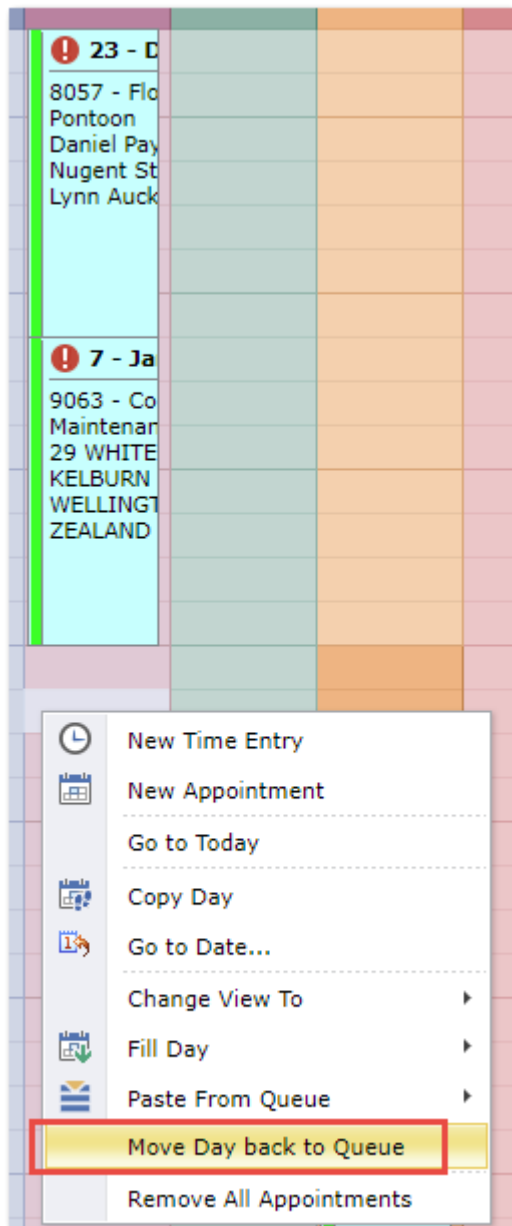 23 - D
8057 - Flo
Pontoon
Daniel Pay
Nugent St
Lynn Auck
7 - Ja
9063 - Co
Maintenan
29 WHITE
KELBURN
WELLINGT
ZEALAND
New Time Entry
New Appointment
Go to Today
Copy Day
Go to Date...
Change View To
Fill Day
Paste From Queue
Move Day back to Queue
Remove All Appointments